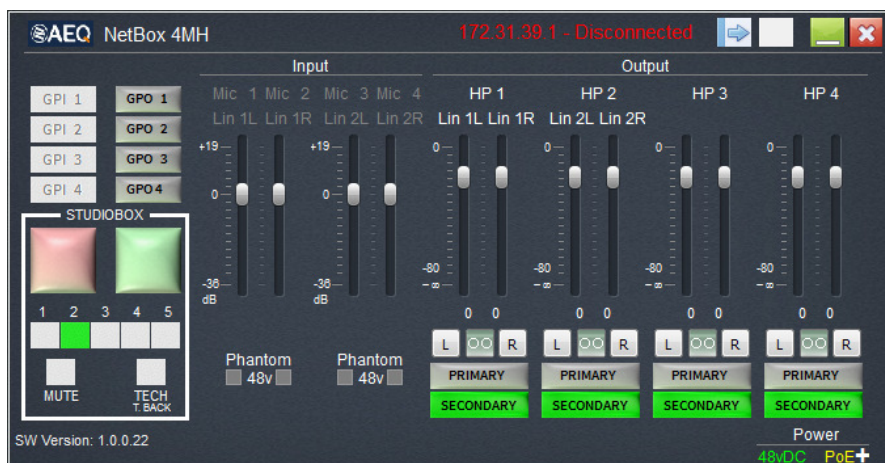 AEQ NetBox 4MH 172.31.39.1 - Disconnected
Input Output
GPI 1 GPO 1 Mic 1 Mic 2 Mic 3 Mic 4 HP 1 HP 2 HP 3 HP 4
Lin 1L Lin 1R Lin 2L Lin 2R Lin 1L Lin 1R Lin 2L Lin 2R
GPI 2 GPO 2
GPI 3 GPO 3 +19 +19 0 0 0 0
GPI 4 GPO4 0 0
STUDIOBOX
-80 -80 -80 -80
-36 -36 -∞ -∞ -∞ -∞
dB dB
1 2 3 4 5 0 0 0 0 0 0 0 0
L R L R L R L R
Phantom Phantom
48v 48v PRIMARY PRIMARY PRIMARY PRIMARY
MUTE TECH
T. BACK SECONDARY SECONDARY SECONDARY SECONDARY
SW Version: 1.0.0.22 Power
48vDC PoE+